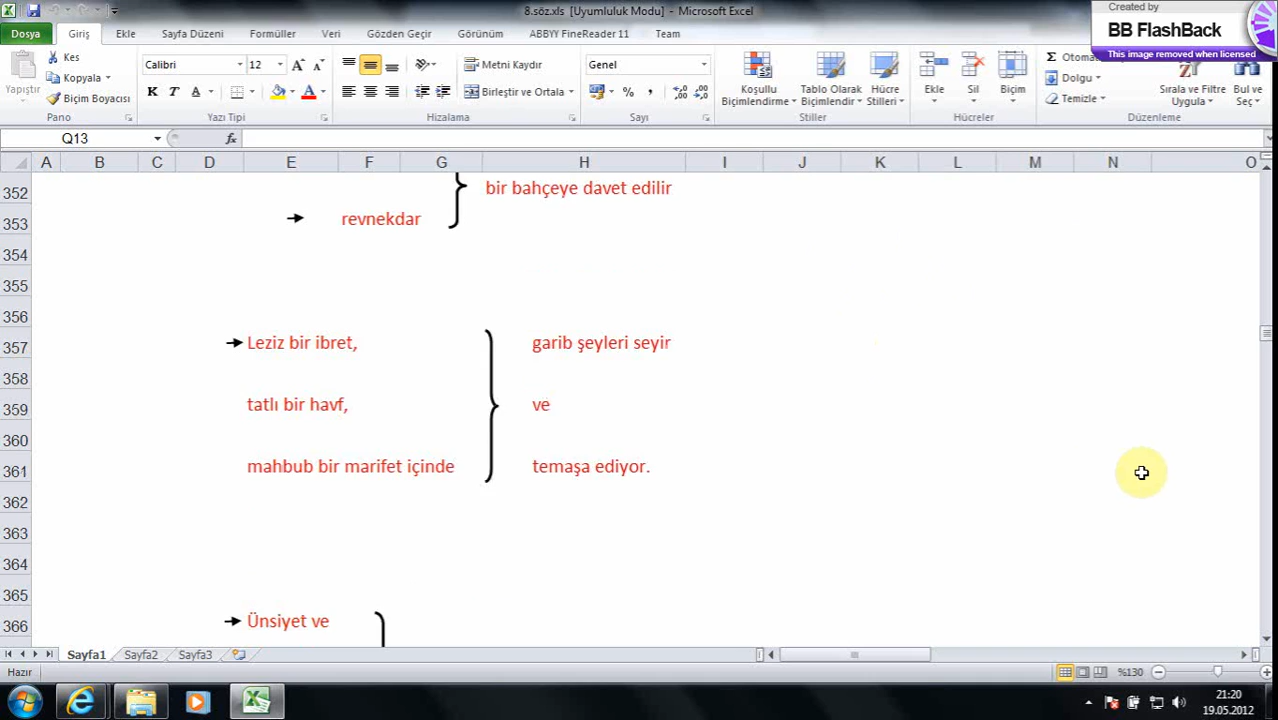 8.söz.xls [Uyumluluk Modu] - Microsoft Excel
Created by
BB FlashBack
This image removed when licensed
Dosya Giriş Ekle Sayfa Düzeni Formüller Veri Gözden Geçir Görünüm ABBYY FineReader 11 Team
Yapıştır
Kes
Kopyala
Biçim Boyacısı
Pano
Calibri 12 A A
K T A A
Yazı Tipi
Metni Kaydır
Birleştir ve Ortala
Hizalama
Genel
% ,
Sayı
Koşullu Biçimlendirme
Tablo Olarak Biçimlendir
Hücre Stilleri
Stiller
Ekle Sil Biçim
Hücreler
Σ Otoma
Dolgu
Temizle
Sırala ve Filtre Uygula
Bul ve Seç
Düzenleme
Q13 fx
A B C D E F G H I J K L M N O
352 bir bahçeye davet edilir
353 revnekdar
354
355
356
357 Leziz bir ibret, garib şeyleri seyir
358
359 tatlı bir havf, ve
360
361 mahbub bir marifet içinde temaşa ediyor.
362
363
364
365
366 Ünsiyet ve
Sayfa1 Sayfa2 Sayfa3
Hazır %130
21:20
19.05.2012